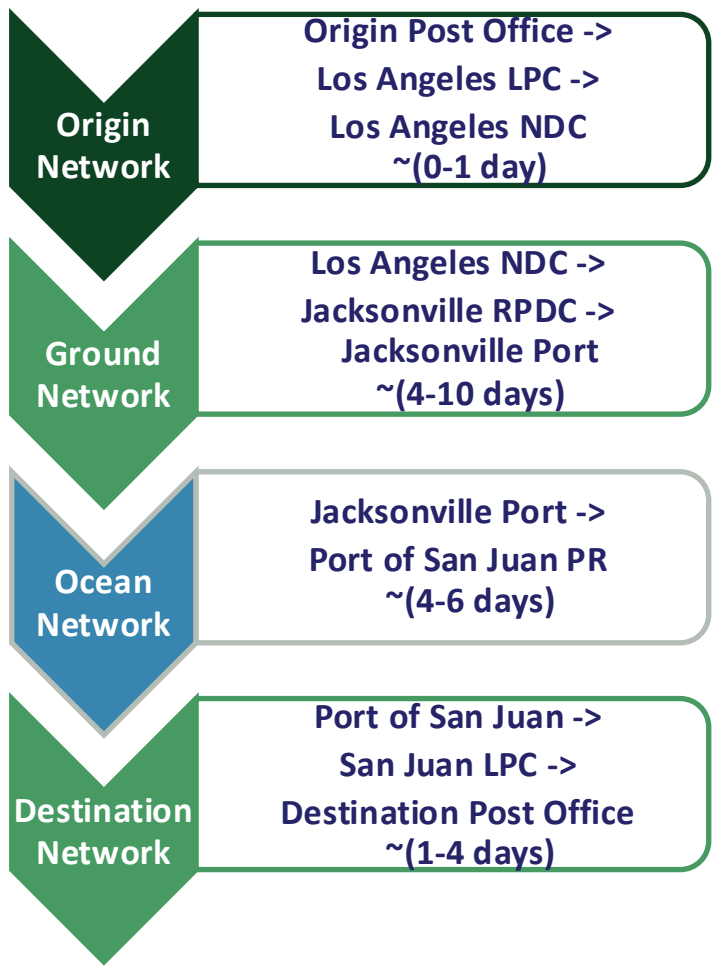 Origin Network
Origin Post Office ->
Los Angeles LPC ->
Los Angeles NDC
~(0-1 day)
Ground Network
Los Angeles NDC ->
Jacksonville RPDC ->
Jacksonville Port
~(4-10 days)
Ocean Network
Jacksonville Port ->
Port of San Juan PR
~(4-6 days)
Destination Network
Port of San Juan ->
San Juan LPC ->
Destination Post Office
~(1-4 days)